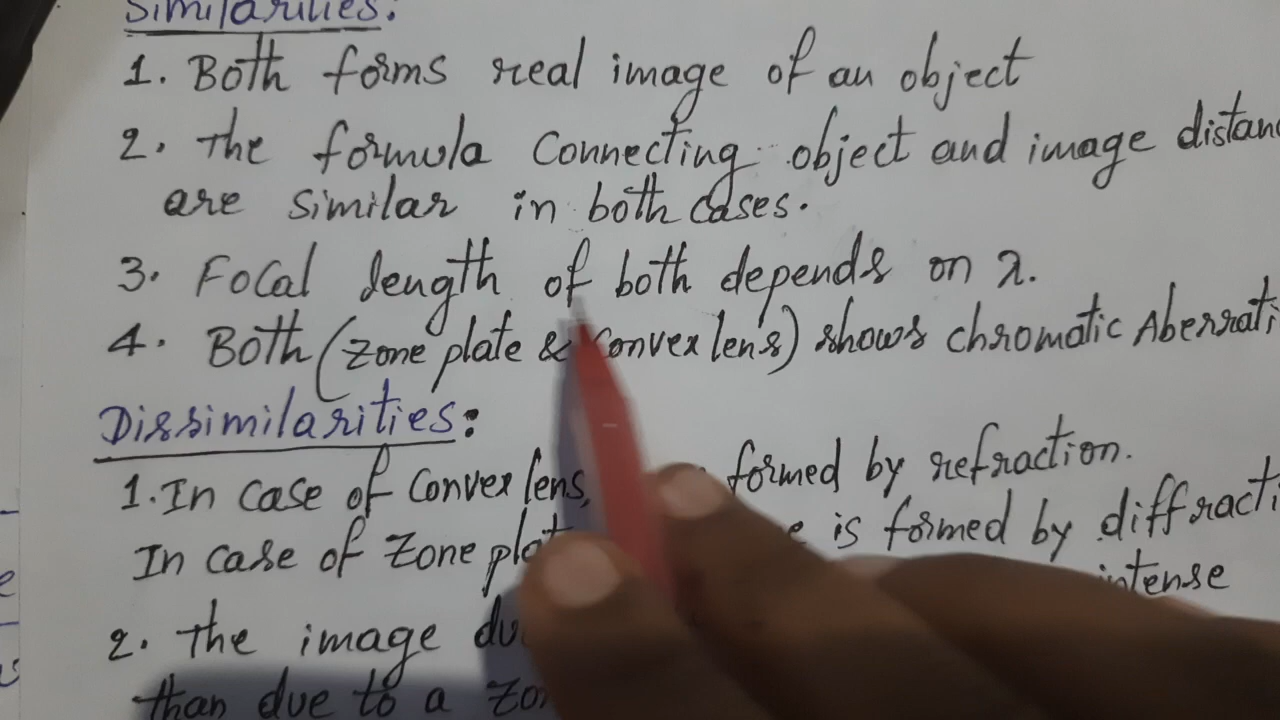 Similarities:
1. Both forms real image of an object
2. The formula Connecting object and image distan
are similar in both cases.
3. Focal length of both depends on λ.
4. Both (Zone plate & Convex lens) shows chromatic Aberrati
Dissimilarities:
1. In case of Convex lens, formed by refraction.
In case of Zone plat is formed by diffracti
intense
2. The image du
than due to a Zon